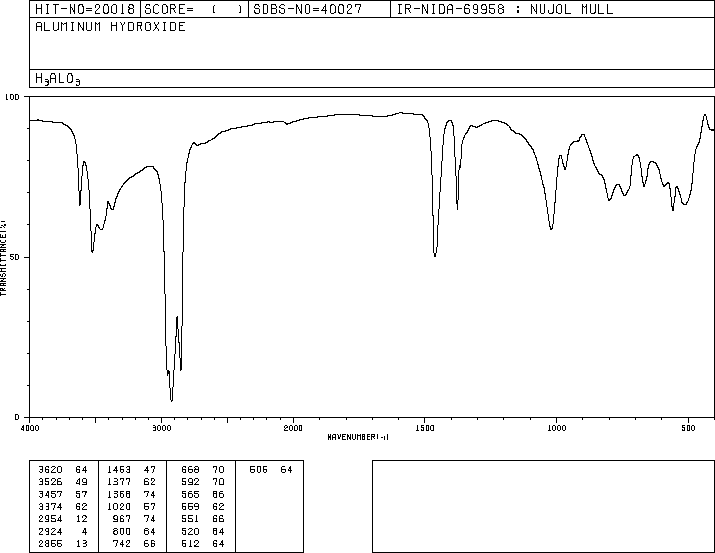 HIT-NO=20018 SCORE= ( ) SDBS-NO=40027 IR-NIDA-69958 : NUJOL MULL
ALUMINUM HYDROXIDE
H3ALO3
100
50
0
TRANSMITTANCE(%)
4000 3000 2000 1500 1000 500
WAVENUMBER(-1)
3620 64 1463 47 668 70 506 64
3526 49 1377 62 592 70
3457 57 1368 74 565 86
3374 62 1020 57 559 62
2954 12 967 74 551 66
2924 4 800 64 520 64
2855 13 742 66 512 64